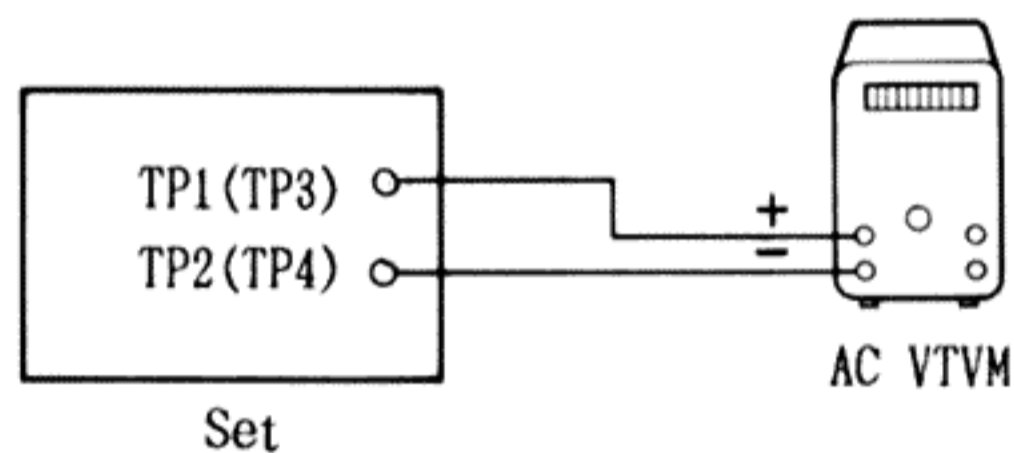 TP1(TP3)
+
−
TP2(TP4)
AC VTVM
Set